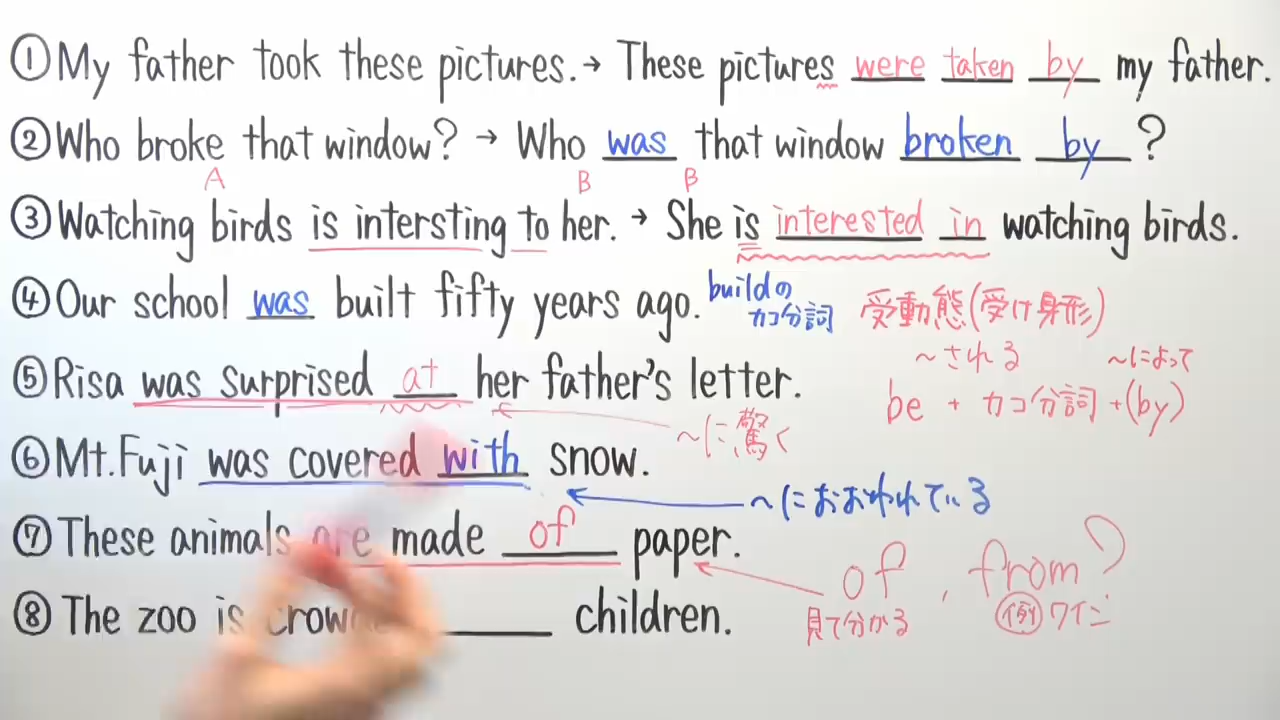 ①My father took these pictures.→ These pictures were taken by my father.
②Who broke that window? → Who was that window broken by?
A B B
③Watching birds is intersting to her. → She is interested in watching birds.
④Our school was built fifty years ago.
buildの
カコ分詞
受動態(受け身形)
～される ～によって
be + カコ分詞 +(by)
⑤Risa was surprised at her father's letter.
～に驚く
⑥Mt.Fuji was covered with snow.
～におおわれている
⑦These animals are made of paper.
of , from
見て分かる 例 ワイン
⑧The zoo is children.